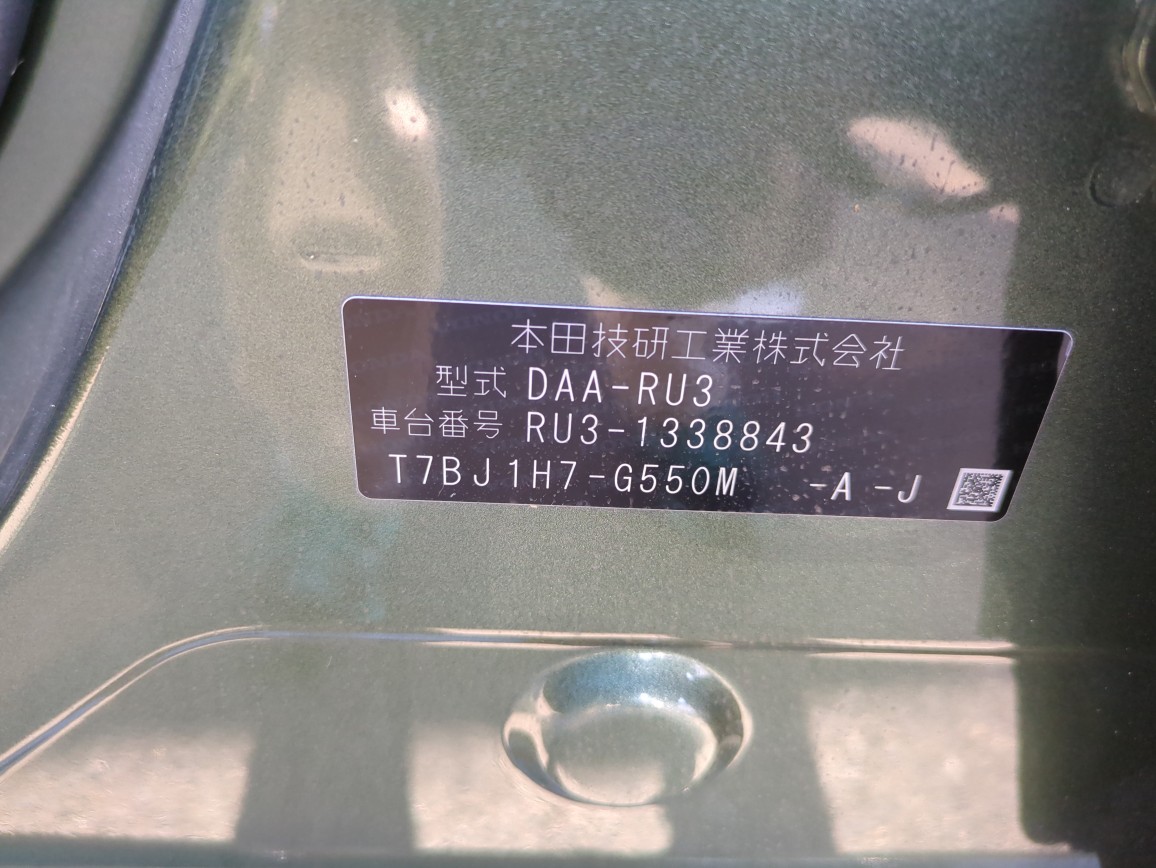 本田技研工業株式会社
型式 DAA-RU3
車台番号 RU3-1338843
T7BJ1H7-G550M -A -J